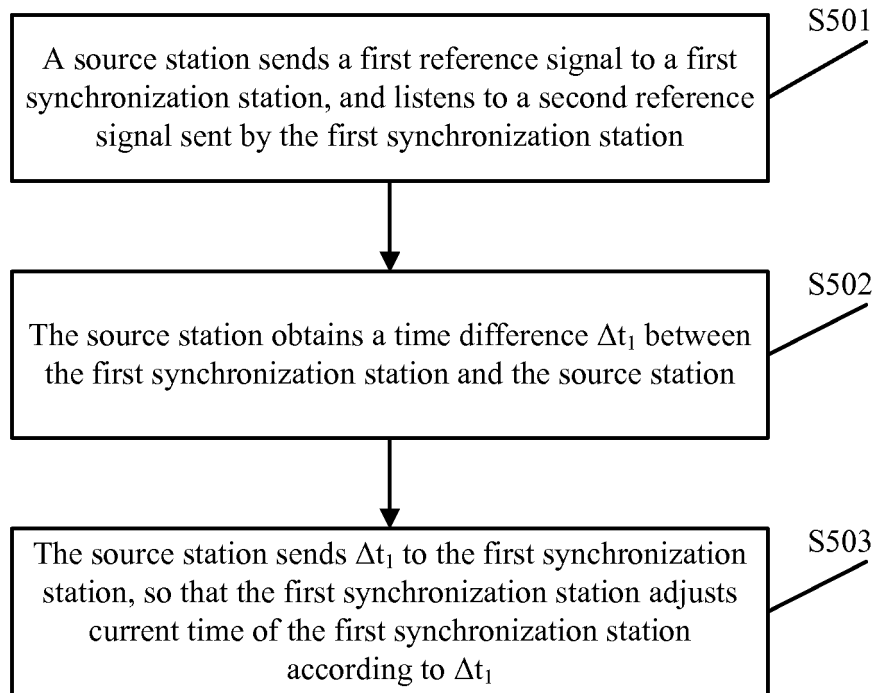 S501
A source station sends a first reference signal to a first
synchronization station, and listens to a second reference
signal sent by the first synchronization station
S502
The source station obtains a time difference Δt₁ between
the first synchronization station and the source station
S503
The source station sends Δt₁ to the first synchronization
station, so that the first synchronization station adjusts
current time of the first synchronization station
according to Δt₁